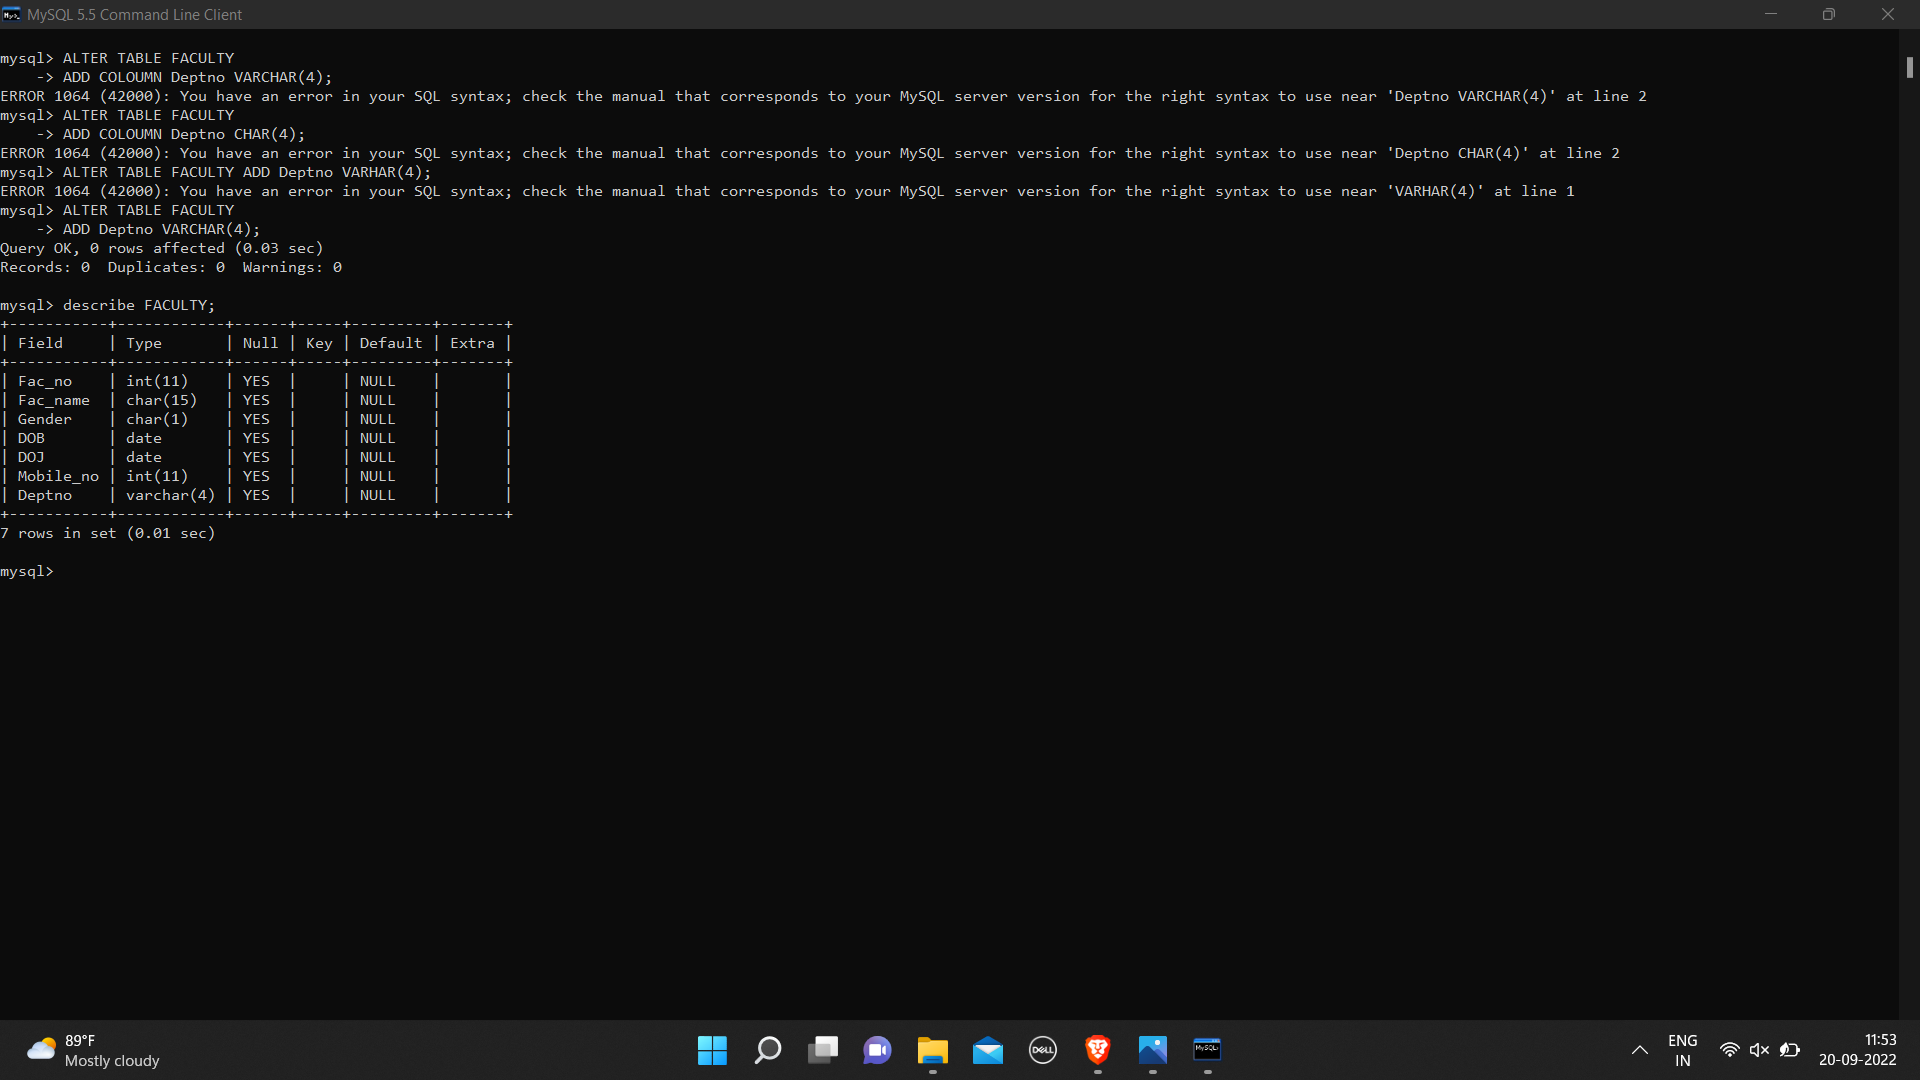 MySQL 5.5 Command Line Client
mysql> ALTER TABLE FACULTY
    -> ADD COLOUMN Deptno VARCHAR(4);
ERROR 1064 (42000): You have an error in your SQL syntax; check the manual that corresponds to your MySQL server version for the right syntax to use near 'Deptno VARCHAR(4)' at line 2
mysql> ALTER TABLE FACULTY
    -> ADD COLOUMN Deptno CHAR(4);
ERROR 1064 (42000): You have an error in your SQL syntax; check the manual that corresponds to your MySQL server version for the right syntax to use near 'Deptno CHAR(4)' at line 2
mysql> ALTER TABLE FACULTY ADD Deptno VARHAR(4);
ERROR 1064 (42000): You have an error in your SQL syntax; check the manual that corresponds to your MySQL server version for the right syntax to use near 'VARHAR(4)' at line 1
mysql> ALTER TABLE FACULTY
    -> ADD Deptno VARCHAR(4);
Query OK, 0 rows affected (0.03 sec)
Records: 0  Duplicates: 0  Warnings: 0
mysql> describe FACULTY;
+-----------+------------+------+-----+---------+-------+
| Field     | Type       | Null | Key | Default | Extra |
+-----------+------------+------+-----+---------+-------+
| Fac_no    | int(11)    | YES  |     | NULL    |       |
| Fac_name  | char(15)   | YES  |     | NULL    |       |
| Gender    | char(1)    | YES  |     | NULL    |       |
| DOB       | date       | YES  |     | NULL    |       |
| DOJ       | date       | YES  |     | NULL    |       |
| Mobile_no | int(11)    | YES  |     | NULL    |       |
| Deptno    | varchar(4) | YES  |     | NULL    |       |
+-----------+------------+------+-----+---------+-------+
7 rows in set (0.01 sec)
mysql>
89°F
Mostly cloudy
DELL
MySQL>
ENG
IN
11:53
20-09-2022